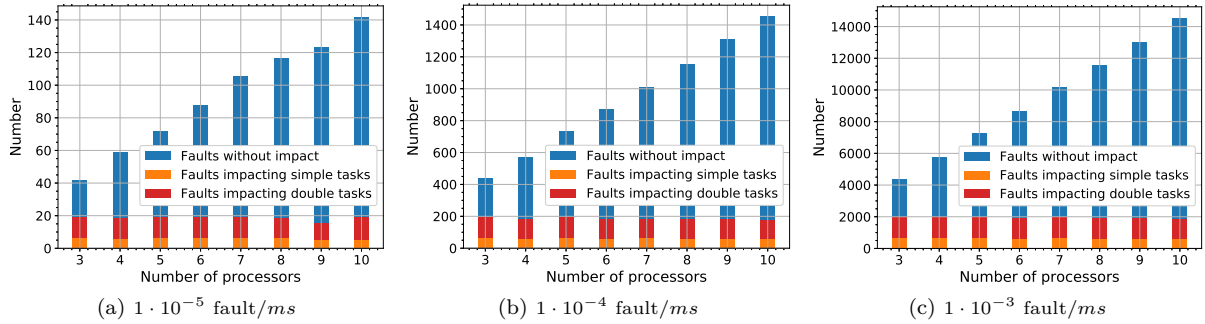 140
120
100
80
60
40
20
0
Number
Faults without impact
Faults impacting simple tasks
Faults impacting double tasks
3 4 5 6 7 8 9 10
Number of processors
(a) 1 · 10⁻⁵ fault/ms
1400
1200
1000
800
600
400
200
0
Number
Faults without impact
Faults impacting simple tasks
Faults impacting double tasks
3 4 5 6 7 8 9 10
Number of processors
(b) 1 · 10⁻⁴ fault/ms
14000
12000
10000
8000
6000
4000
2000
0
Number
Faults without impact
Faults impacting simple tasks
Faults impacting double tasks
3 4 5 6 7 8 9 10
Number of processors
(c) 1 · 10⁻³ fault/ms